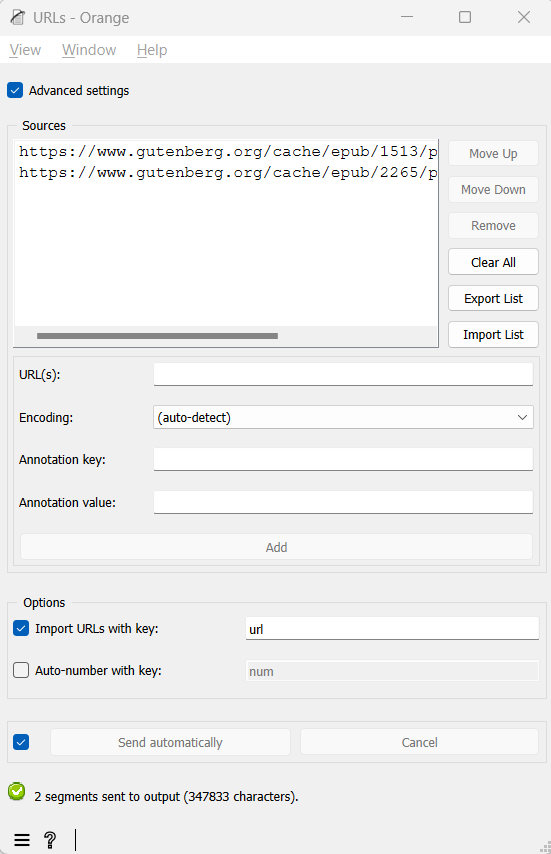 URLs - Orange
View Window Help
Advanced settings
Sources
https://www.gutenberg.org/cache/epub/1513/p
https://www.gutenberg.org/cache/epub/2265/p
Move Up
Move Down
Remove
Clear All
Export List
Import List
URL(s):
Encoding: (auto-detect)
Annotation key:
Annotation value:
Add
Options
Import URLs with key: url
Auto-number with key: num
Send automatically Cancel
2 segments sent to output (347833 characters).
?